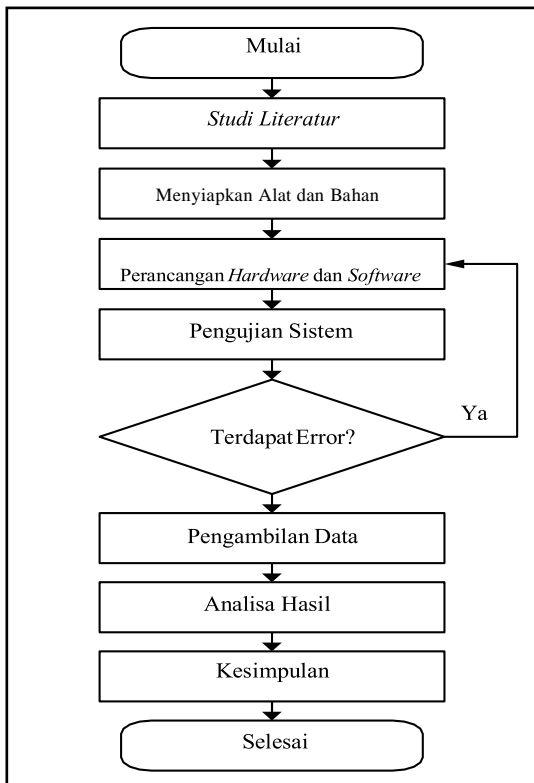 Mulai
Studi Literatur
Menyiapkan Alat dan Bahan
Perancangan Hardware dan Software
Pengujian Sistem
Terdapat Error?
Ya
Pengambilan Data
Analisa Hasil
Kesimpulan
Selesai